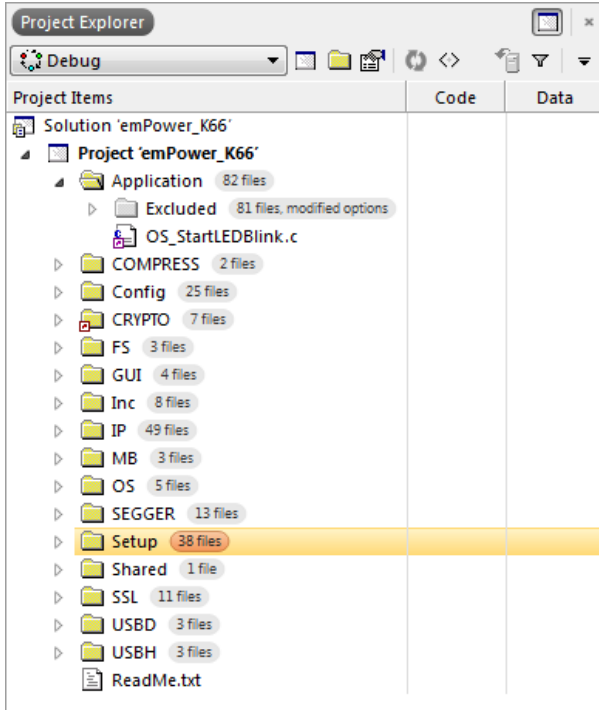 Project Explorer
Debug
Project Items Code Data
Solution 'emPower_K66'
Project 'emPower_K66'
Application 82 files
Excluded 81 files, modified options
OS_StartLEDBlink.c
COMPRESS 2 files
Config 25 files
CRYPTO 7 files
FS 3 files
GUI 4 files
Inc 8 files
IP 49 files
MB 3 files
OS 5 files
SEGGER 13 files
Setup 38 files
Shared 1 file
SSL 11 files
USBD 3 files
USBH 3 files
ReadMe.txt